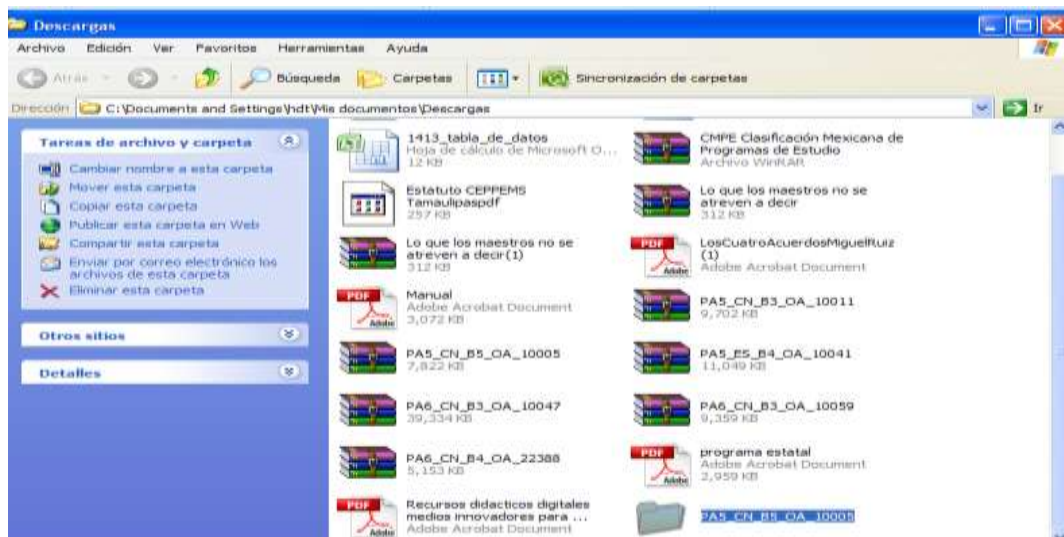 Descargas
Archivo Edición Ver Favoritos Herramientas Ayuda
Atrás Búsqueda Carpetas Sincronización de carpetas
Dirección C:\Documents and Settings\hdt\Mis documentos\Descargas Ir
Tareas de archivo y carpeta
Cambiar nombre a esta carpeta
Mover esta carpeta
Copiar esta carpeta
Publicar esta carpeta en Web
Compartir esta carpeta
Enviar por correo electrónico los
archivos de esta carpeta
Eliminar esta carpeta
Otros sitios
Detalles
1413_tabla_de_datos
Hoja de cálculo de Microsoft O...
12 KB
CMPE Clasificación Mexicana de
Programas de Estudio
Archivo WinRAR
Estatuto CEPPEMS
Tamaulipaspdf
257 KB
Lo que los maestros no se
atreven a decir
312 KB
Lo que los maestros no se
atreven a decir(1)
312 KB
PDF
Adobe
LosCuatroAcuerdosMiguelRuiz
(1)
Adobe Acrobat Document
PDF
Adobe
Manual
Adobe Acrobat Document
3,072 KB
PA5_CN_B3_OA_10011
9,702 KB
PA5_CN_B5_OA_10005
7,822 KB
PA5_ES_B4_OA_10041
11,049 KB
PA6_CN_B3_OA_10047
39,334 KB
PA6_CN_B3_OA_10059
9,359 KB
PA6_CN_B4_OA_22388
5,153 KB
PDF
Adobe
programa estatal
Adobe Acrobat Document
2,959 KB
PDF
Adobe
Recursos didacticos digitales
medios innovadores para ...
Adobe Acrobat Document
PA5_CN_B5_OA_10005